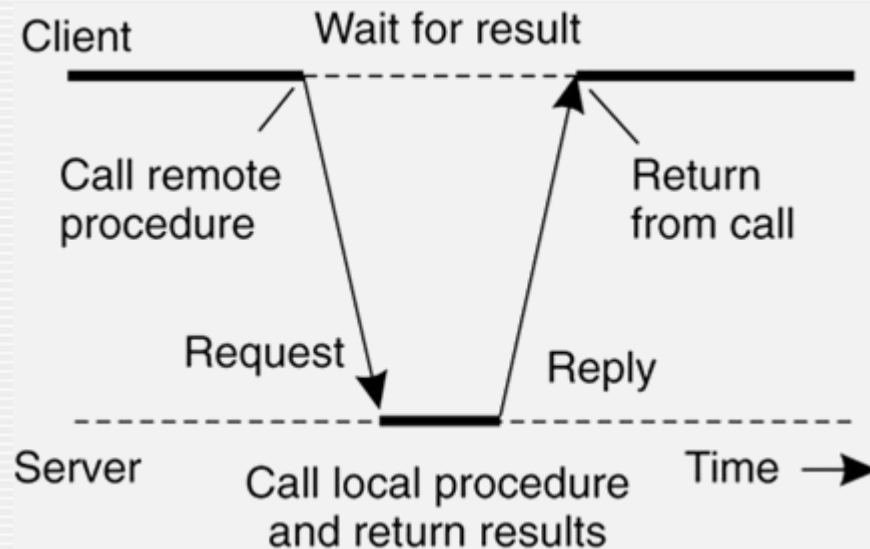 Client
Wait for result
Call remote
procedure
Return
from call
Request
Reply
Server
Call local procedure
and return results
Time